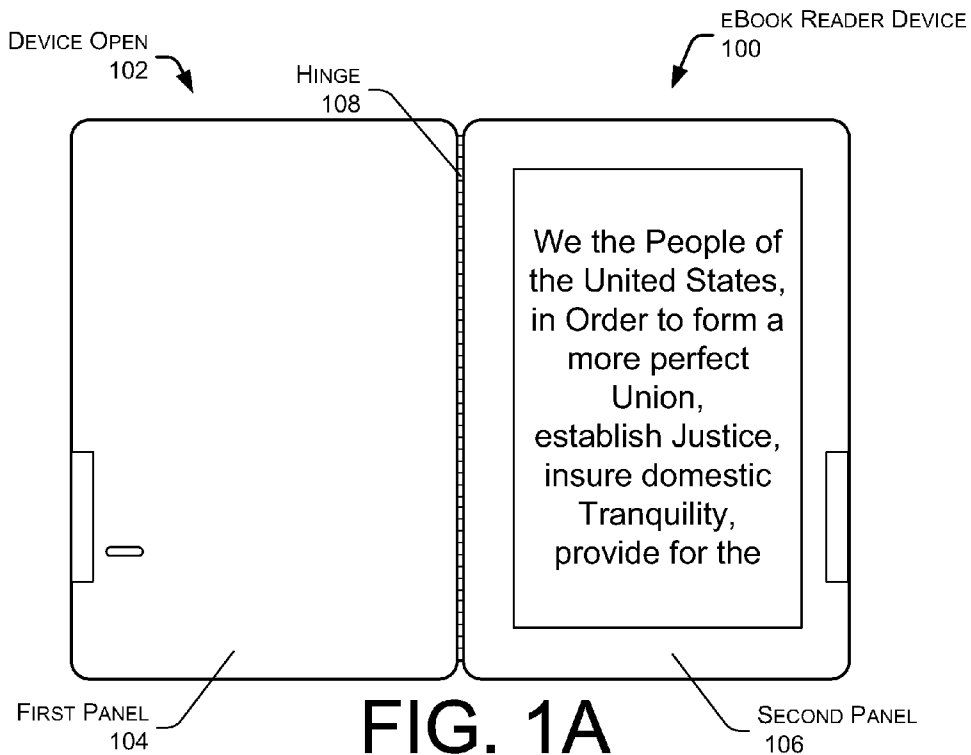 DEVICE OPEN
102
EBOOK READER DEVICE
100
HINGE
108
We the People of
the United States,
in Order to form a
more perfect
Union,
establish Justice,
insure domestic
Tranquility,
provide for the
FIRST PANEL
104
SECOND PANEL
106
FIG. 1A